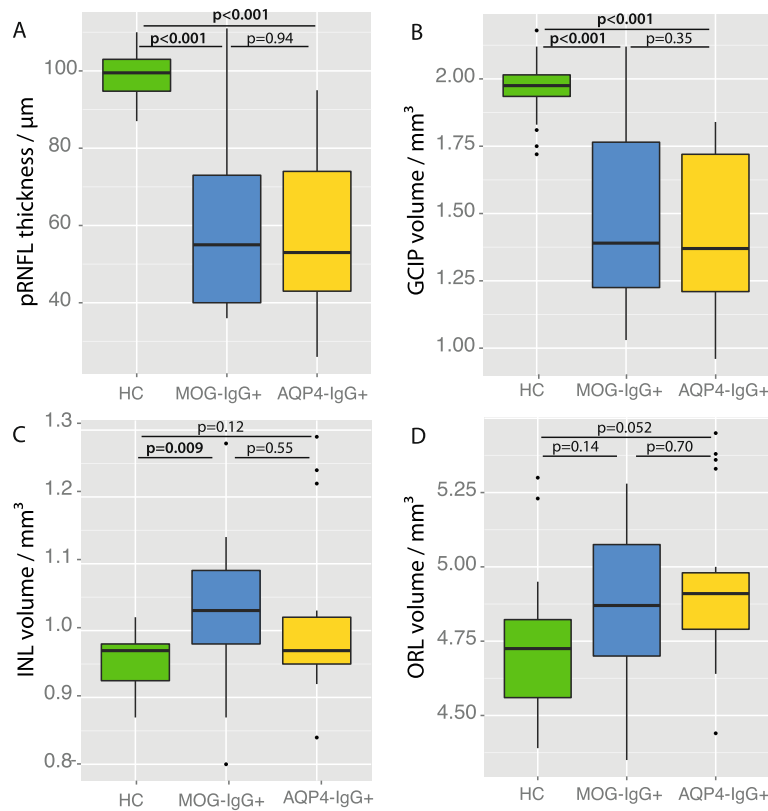 A
p<0.001
p<0.001
p=0.94
pRNFL thickness / μm
100
80
60
40
HC
MOG-IgG+
AQP4-IgG+
B
p<0.001
p<0.001
p=0.35
GCIP volume / mm³
2.00
1.75
1.50
1.25
1.00
HC
MOG-IgG+
AQP4-IgG+
C
p=0.12
p=0.009
p=0.55
INL volume / mm³
1.3
1.2
1.1
1.0
0.9
0.8
HC
MOG-IgG+
AQP4-IgG+
D
p=0.052
p=0.14
p=0.70
ORL volume / mm³
5.25
5.00
4.75
4.50
HC
MOG-IgG+
AQP4-IgG+